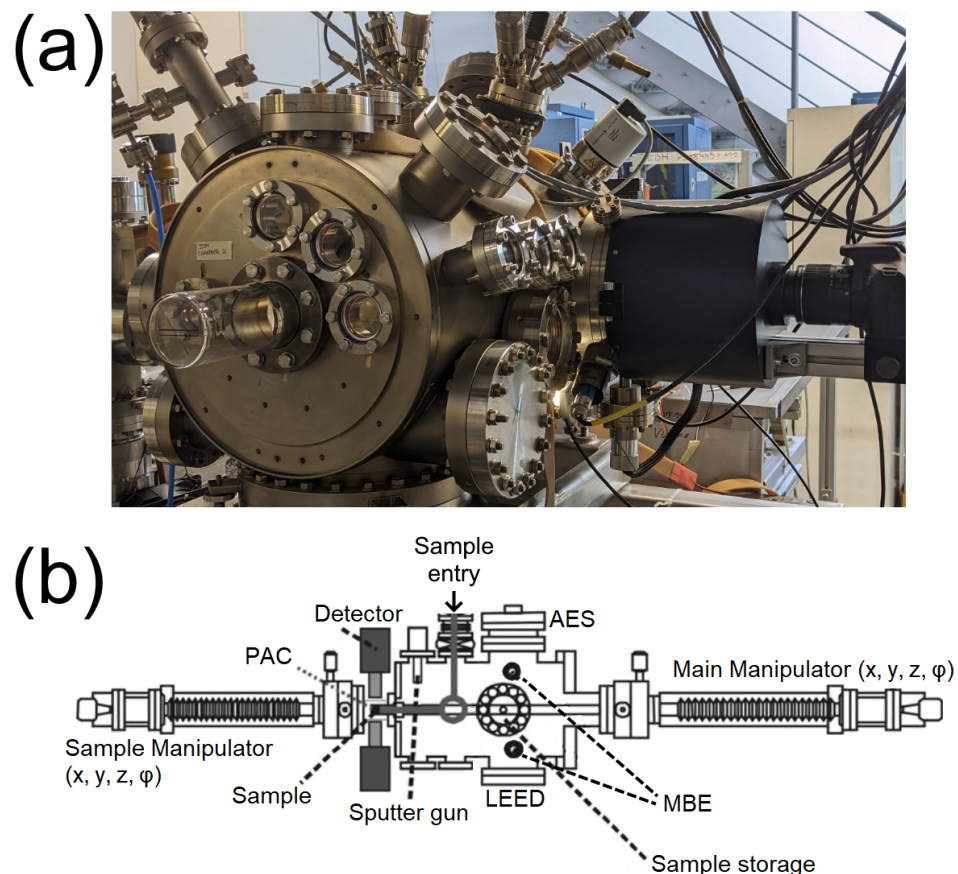 (a)
(b)
Sample
entry
Detector
AES
PAC
Main Manipulator (x, y, z, φ)
Sample Manipulator
(x, y, z, φ)
Sample
Sputter gun
LEED
MBE
Sample storage